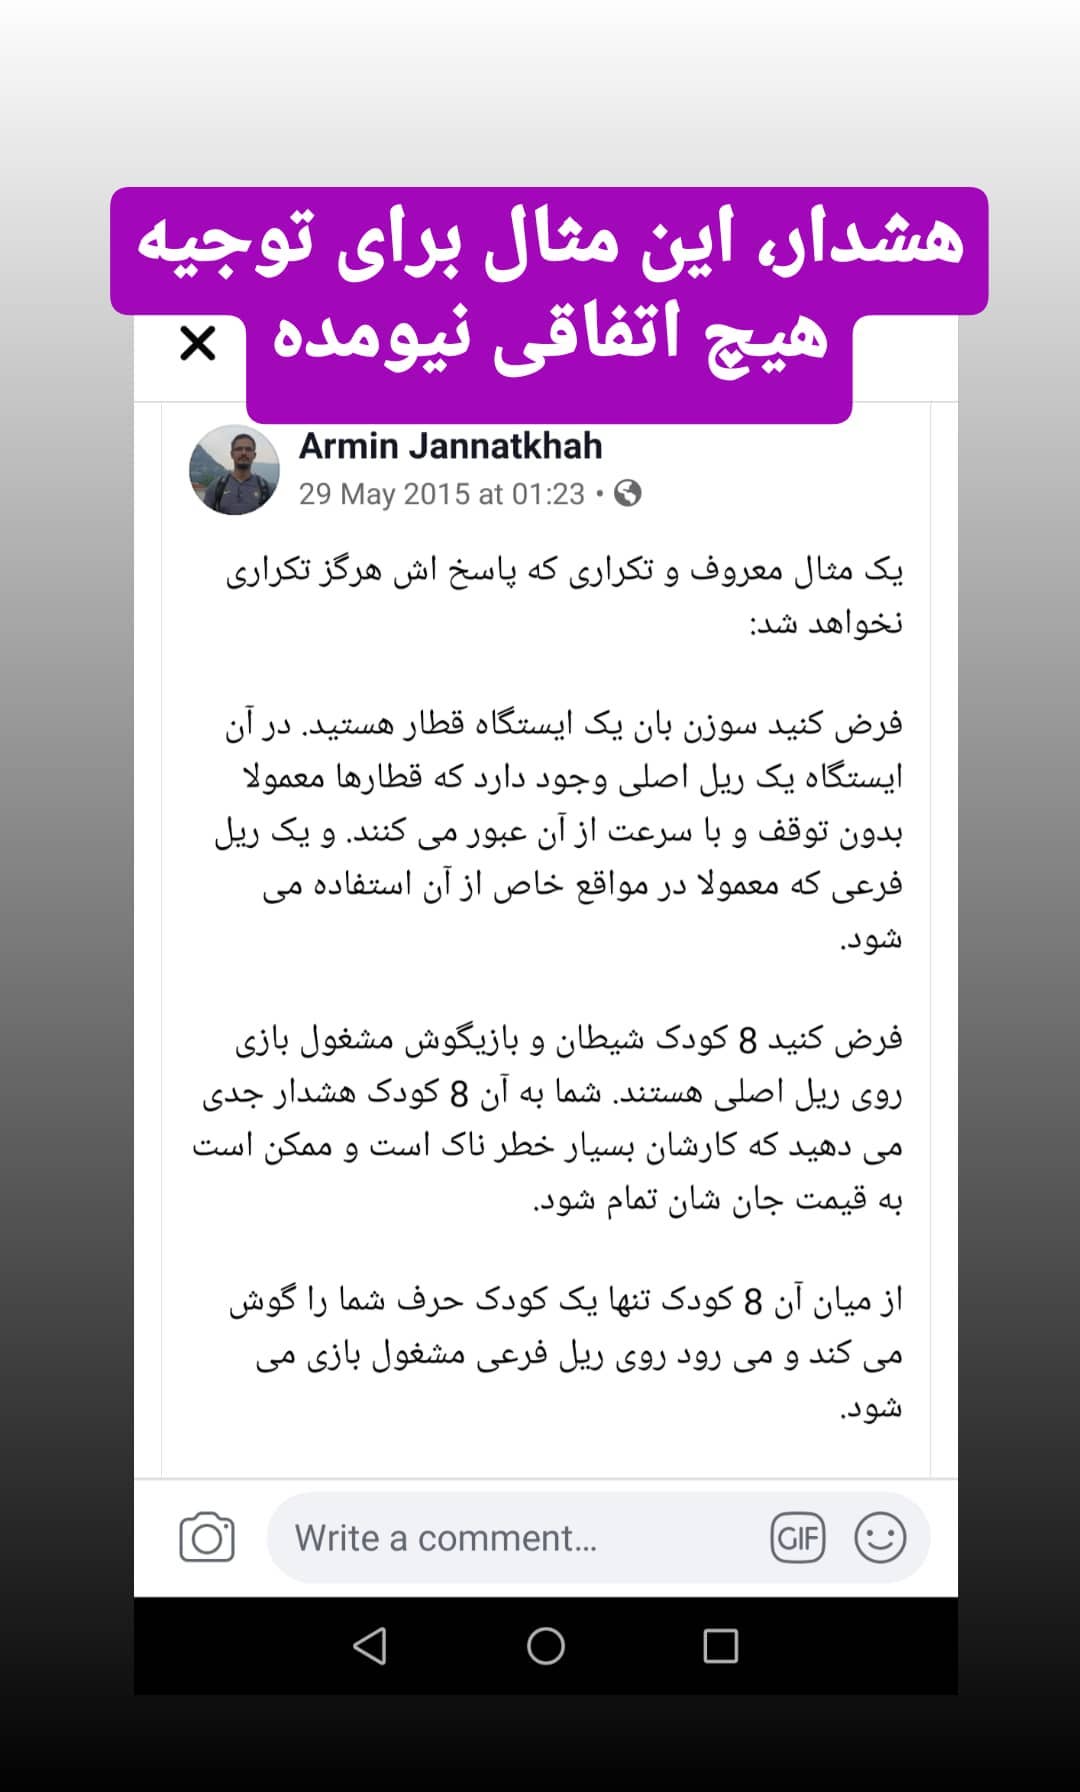 هشدار، این مثال برای توجیه
هیچ اتفاقی نیومده
Armin Jannatkhah
29 May 2015 at 01:23 •
یک مثال معروف و تکراری که پاسخ اش هرگز تکراری
نخواهد شد:
فرض کنید سوزن بان یک ایستگاه قطار هستید. در آن
ایستگاه یک ریل اصلی وجود دارد که قطارها معمولا
بدون توقف و با سرعت از آن عبور می کنند. و یک ریل
فرعی که معمولا در مواقع خاص از آن استفاده می
شود.
فرض کنید 8 کودک شیطان و بازیگوش مشغول بازی
روی ریل اصلی هستند. شما به آن 8 کودک هشدار جدی
می دهید که کارشان بسیار خطر ناک است و ممکن است
به قیمت جان شان تمام شود.
از میان آن 8 کودک تنها یک کودک حرف شما را گوش
می کند و می رود روی ریل فرعی مشغول بازی می
شود.
Write a comment...
GIF